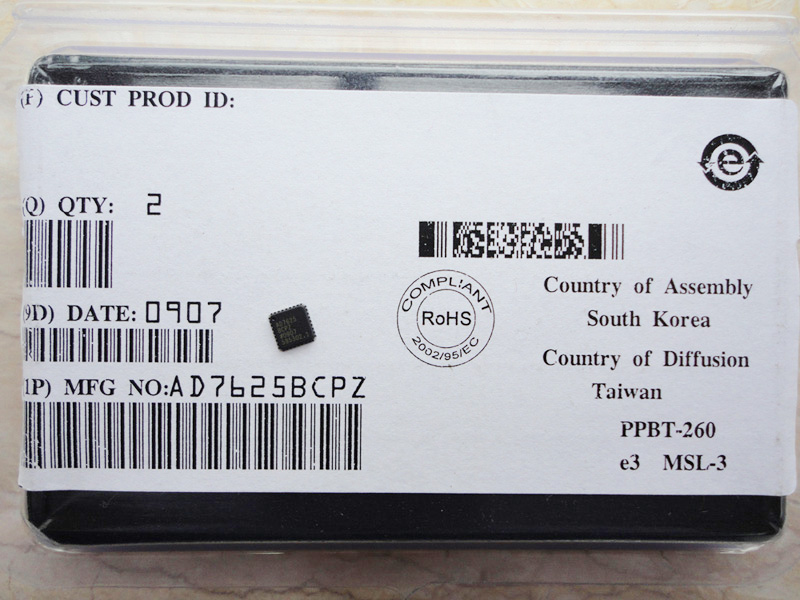 (F) CUST PROD ID:
(Q) QTY: 2
9D) DATE: 0907
1P) MFG NO:AD7625BCPZ
e
COMPLIANT
RoHS
2002/95/EC
Country of Assembly
South Korea
Country of Diffusion
Taiwan
PPBT-260
e3 MSL-3